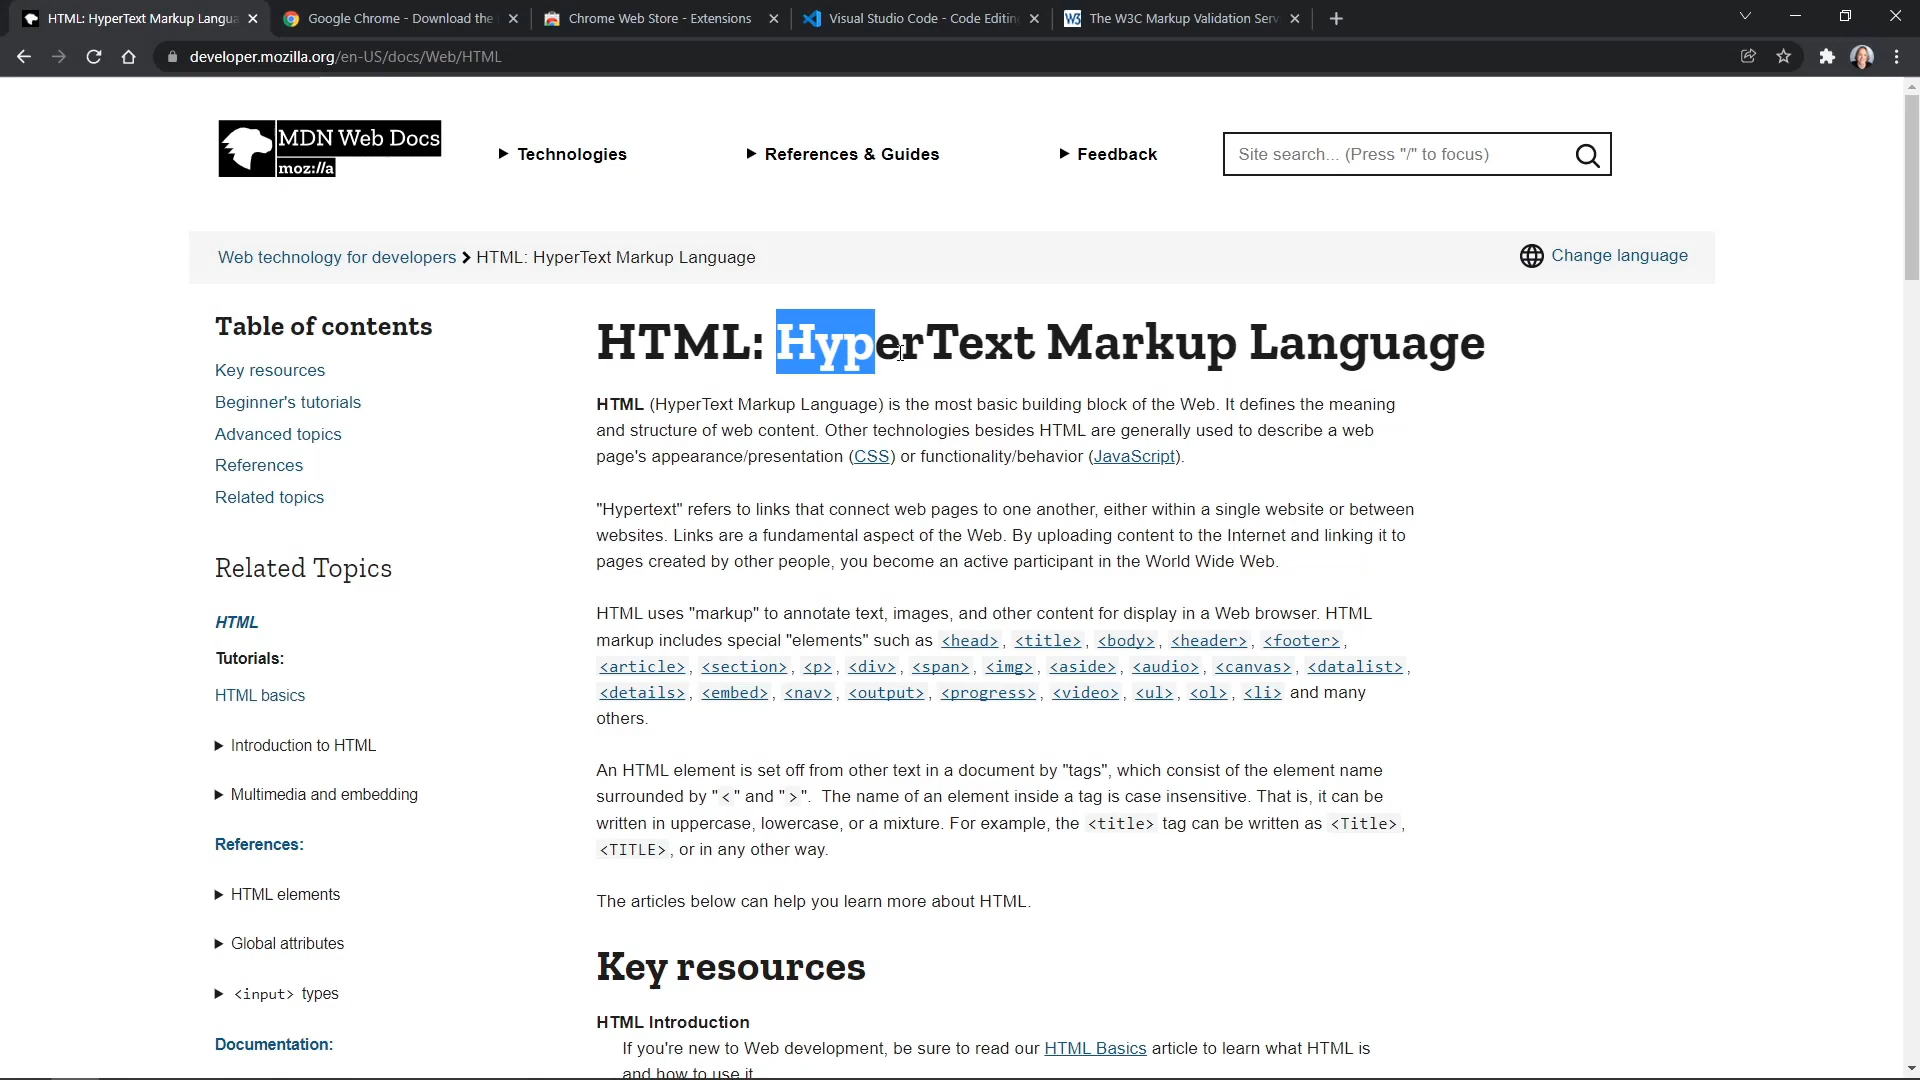 HTML: HyperText Markup Langua
Google Chrome - Download the
Chrome Web Store - Extensions
Visual Studio Code - Code Editin
The W3C Markup Validation Serv
developer.mozilla.org/en-US/docs/Web/HTML
MDN Web Docs
moz://a
Technologies
References & Guides
Feedback
Site search... (Press "/" to focus)
Web technology for developers
HTML: HyperText Markup Language
Change language
Table of contents
Key resources
Beginner's tutorials
Advanced topics
References
Related topics
Related Topics
HTML
Tutorials:
HTML basics
Introduction to HTML
Multimedia and embedding
References:
HTML elements
Global attributes
<input> types
Documentation:
HTML: HyperText Markup Language
HTML (HyperText Markup Language) is the most basic building block of the Web. It defines the meaning
and structure of web content. Other technologies besides HTML are generally used to describe a web
page's appearance/presentation (CSS) or functionality/behavior (JavaScript).
"Hypertext" refers to links that connect web pages to one another, either within a single website or between
websites. Links are a fundamental aspect of the Web. By uploading content to the Internet and linking it to
pages created by other people, you become an active participant in the World Wide Web.
HTML uses "markup" to annotate text, images, and other content for display in a Web browser. HTML
markup includes special "elements" such as <head>, <title>, <body>, <header>, <footer>,
<article>, <section>, <p>, <div>, <span>, <img>, <aside>, <audio>, <canvas>, <datalist>,
<details>, <embed>, <nav>, <output>, <progress>, <video>, <ul>, <ol>, <li> and many
others.
An HTML element is set off from other text in a document by "tags", which consist of the element name
surrounded by "<" and ">". The name of an element inside a tag is case insensitive. That is, it can be
written in uppercase, lowercase, or a mixture. For example, the <title> tag can be written as <Title>,
<TITLE>, or in any other way.
The articles below can help you learn more about HTML.
Key resources
HTML Introduction
If you're new to Web development, be sure to read our HTML Basics article to learn what HTML is
and how to use it